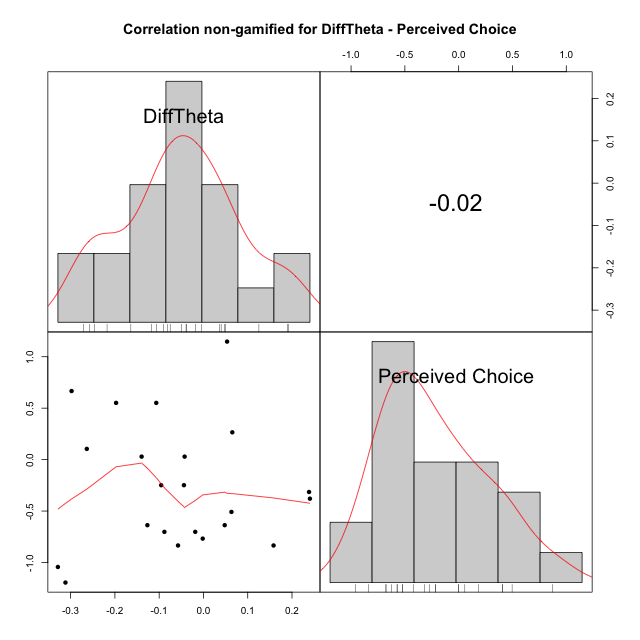 Correlation non-gamified for DiffTheta - Perceived Choice
-1.0 -0.5 0.0 0.5 1.0
DiffTheta
-0.02
0.2
0.1
0.0
-0.1
-0.2
-0.3
1.0
0.5
0.0
-0.5
-1.0
Perceived Choice
-0.3 -0.2 -0.1 0.0 0.1 0.2